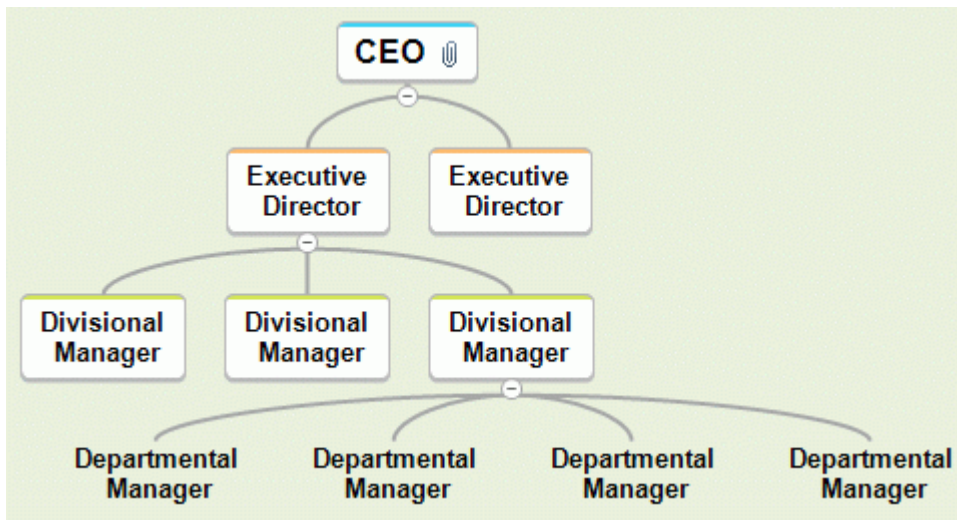 CEO
Executive
Director
Executive
Director
Divisional
Manager
Divisional
Manager
Divisional
Manager
Departmental
Manager
Departmental
Manager
Departmental
Manager
Departmental
Manager